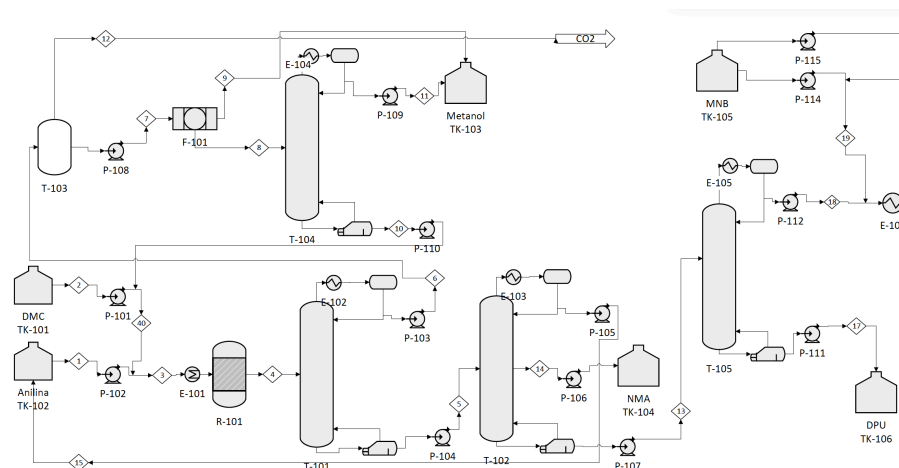 12
CO2
P-115
E-104
9
MNB
TK-105
P-114
7
P-109
11
Metanol
TK-103
F-101
8
19
T-103
P-108
E-105
P-112
18
E-10
10
P-110
T-104
6
DMC
TK-101
2
P-101
E-102
E-103
40
P-103
P-105
P-111
17
T-105
Anilina
TK-102
1
P-102
3
E-101
R-101
4
14
P-106
NMA
TK-104
5
13
DPU
TK-106
P-104
T-101
T-102
P-107
15